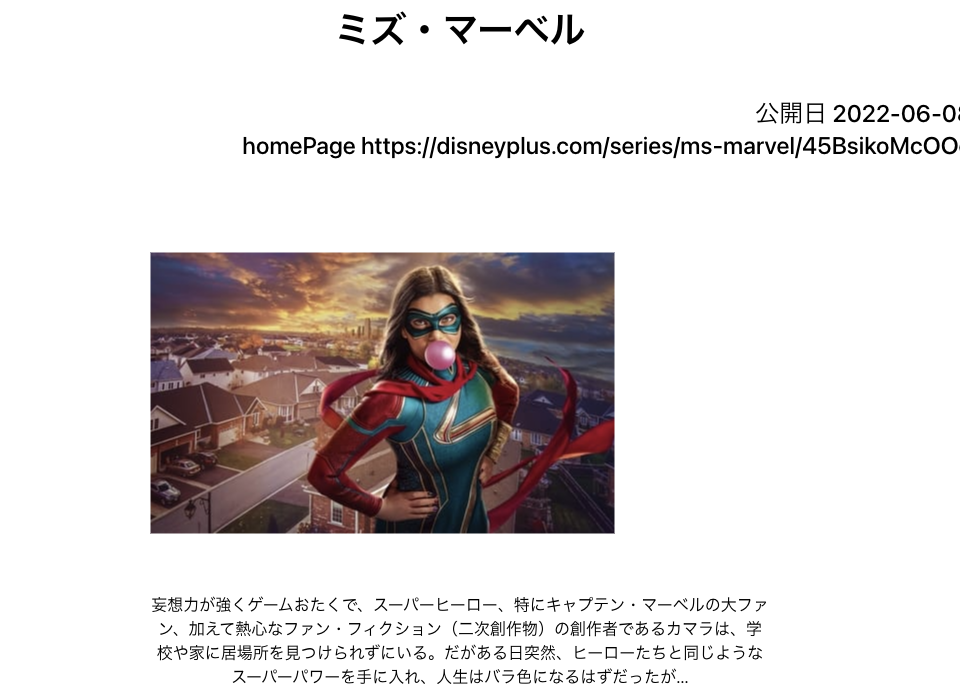 ミズ・マーベル
公開日 2022-06-08
homePage https://disneyplus.com/series/ms-marvel/45BsikoMcOO
妄想力が強くゲームおたくで、スーパーヒーロー、特にキャプテン・マーベルの大ファ
ン、加えて熱心なファン・フィクション（二次創作物）の創作者であるカマラは、学
校や家に居場所を見つけられずにいる。だがある日突然、ヒーローたちと同じような
スーパーパワーを手に入れ、人生はバラ色になるはずだったが...